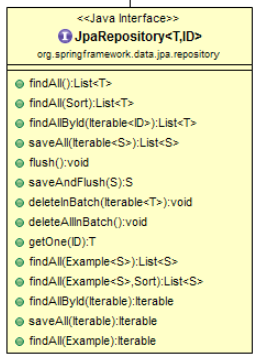 <<Java Interface>>
I JpaRepository<T,ID>
org.springframework.data.jpa.repository
findAll():List<T>
findAll(Sort):List<T>
findAllById(Iterable<ID>):List<T>
saveAll(Iterable<S>):List<S>
flush():void
saveAndFlush(S):S
deleteInBatch(Iterable<T>):void
deleteAllInBatch():void
getOne(ID):T
findAll(Example<S>):List<S>
findAll(Example<S>,Sort):List<S>
findAllById(Iterable):Iterable
saveAll(Iterable):Iterable
findAll(Example):Iterable